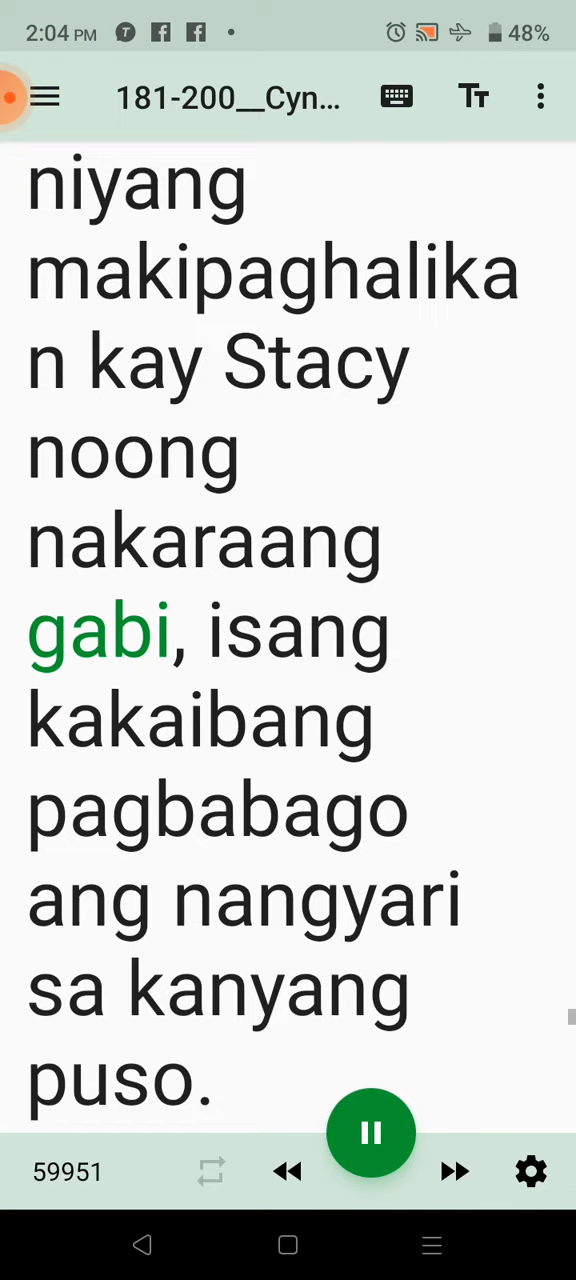 2:04 PM
48%
181-200__Cyn...
niyang
makipaghalika
n kay Stacy
noong
nakaraang
gabi, isang
kakaibang
pagbabago
ang nangyari
sa kanyang
puso.
59951